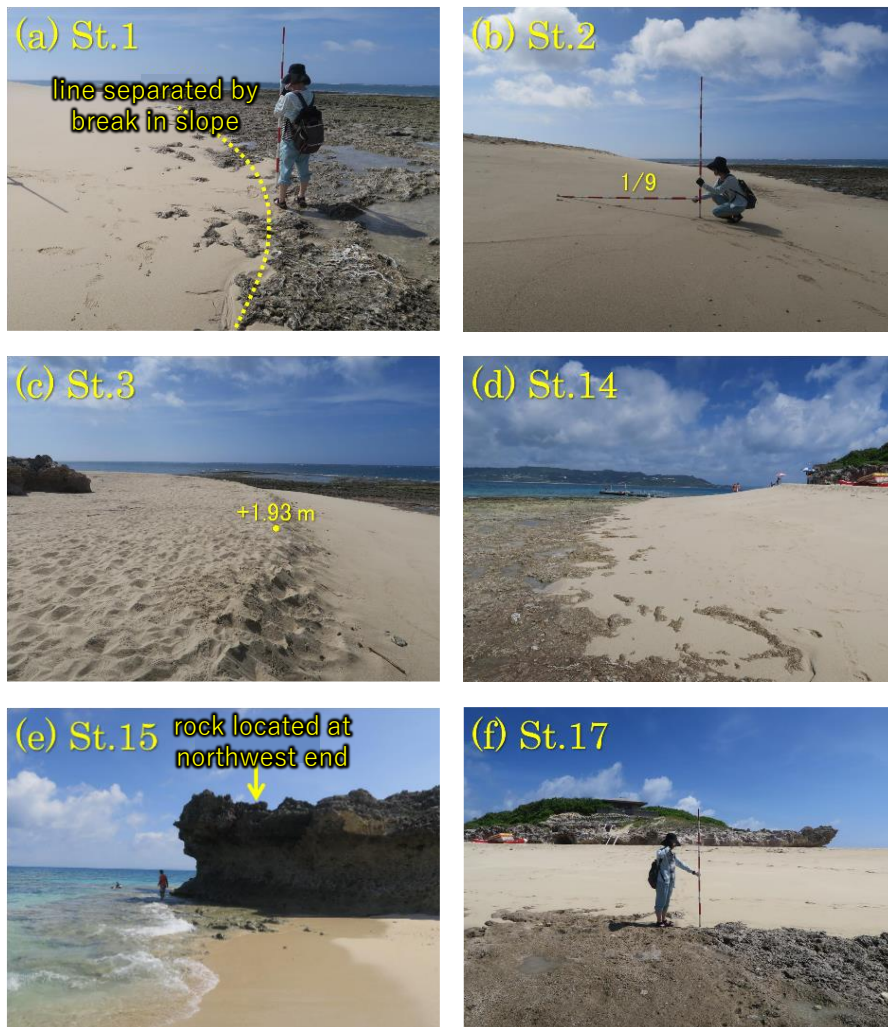 (a) St.1
line separated by
break in slope
(b) St.2
1/9
(c) St.3
+1.93 m
(d) St.14
(e) St.15
rock located at
northwest end
(f) St.17